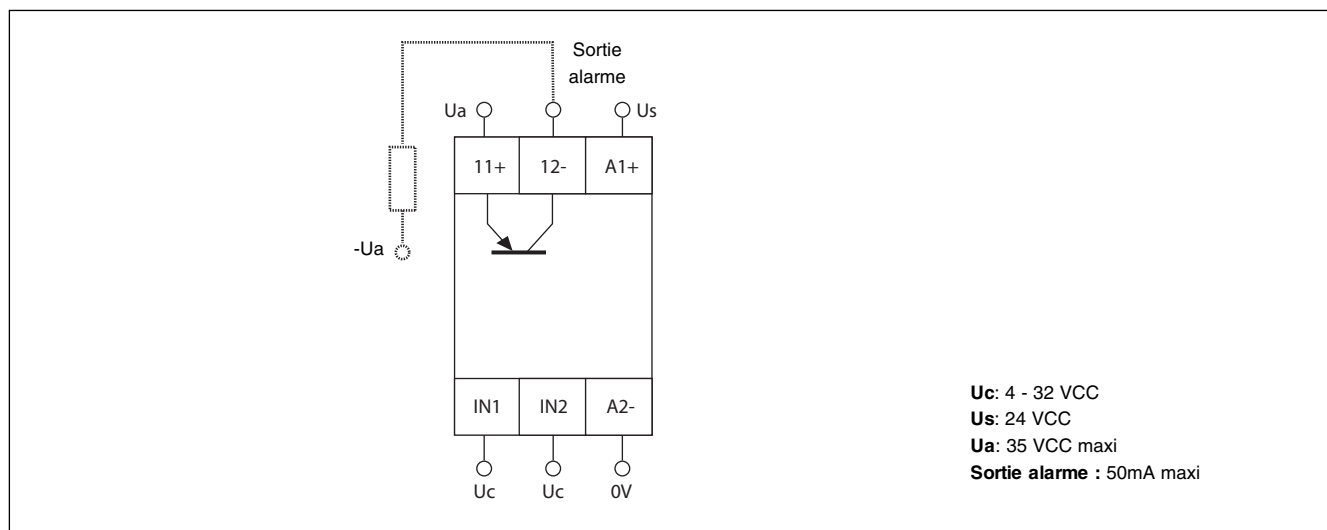 Sortie
alarme
Ua
Us
11+
12-
A1+
-Ua
IN1
IN2
A2-
Uc
Uc
0V
Uc: 4 - 32 VCC
Us: 24 VCC
Ua: 35 VCC maxi
Sortie alarme : 50mA maxi